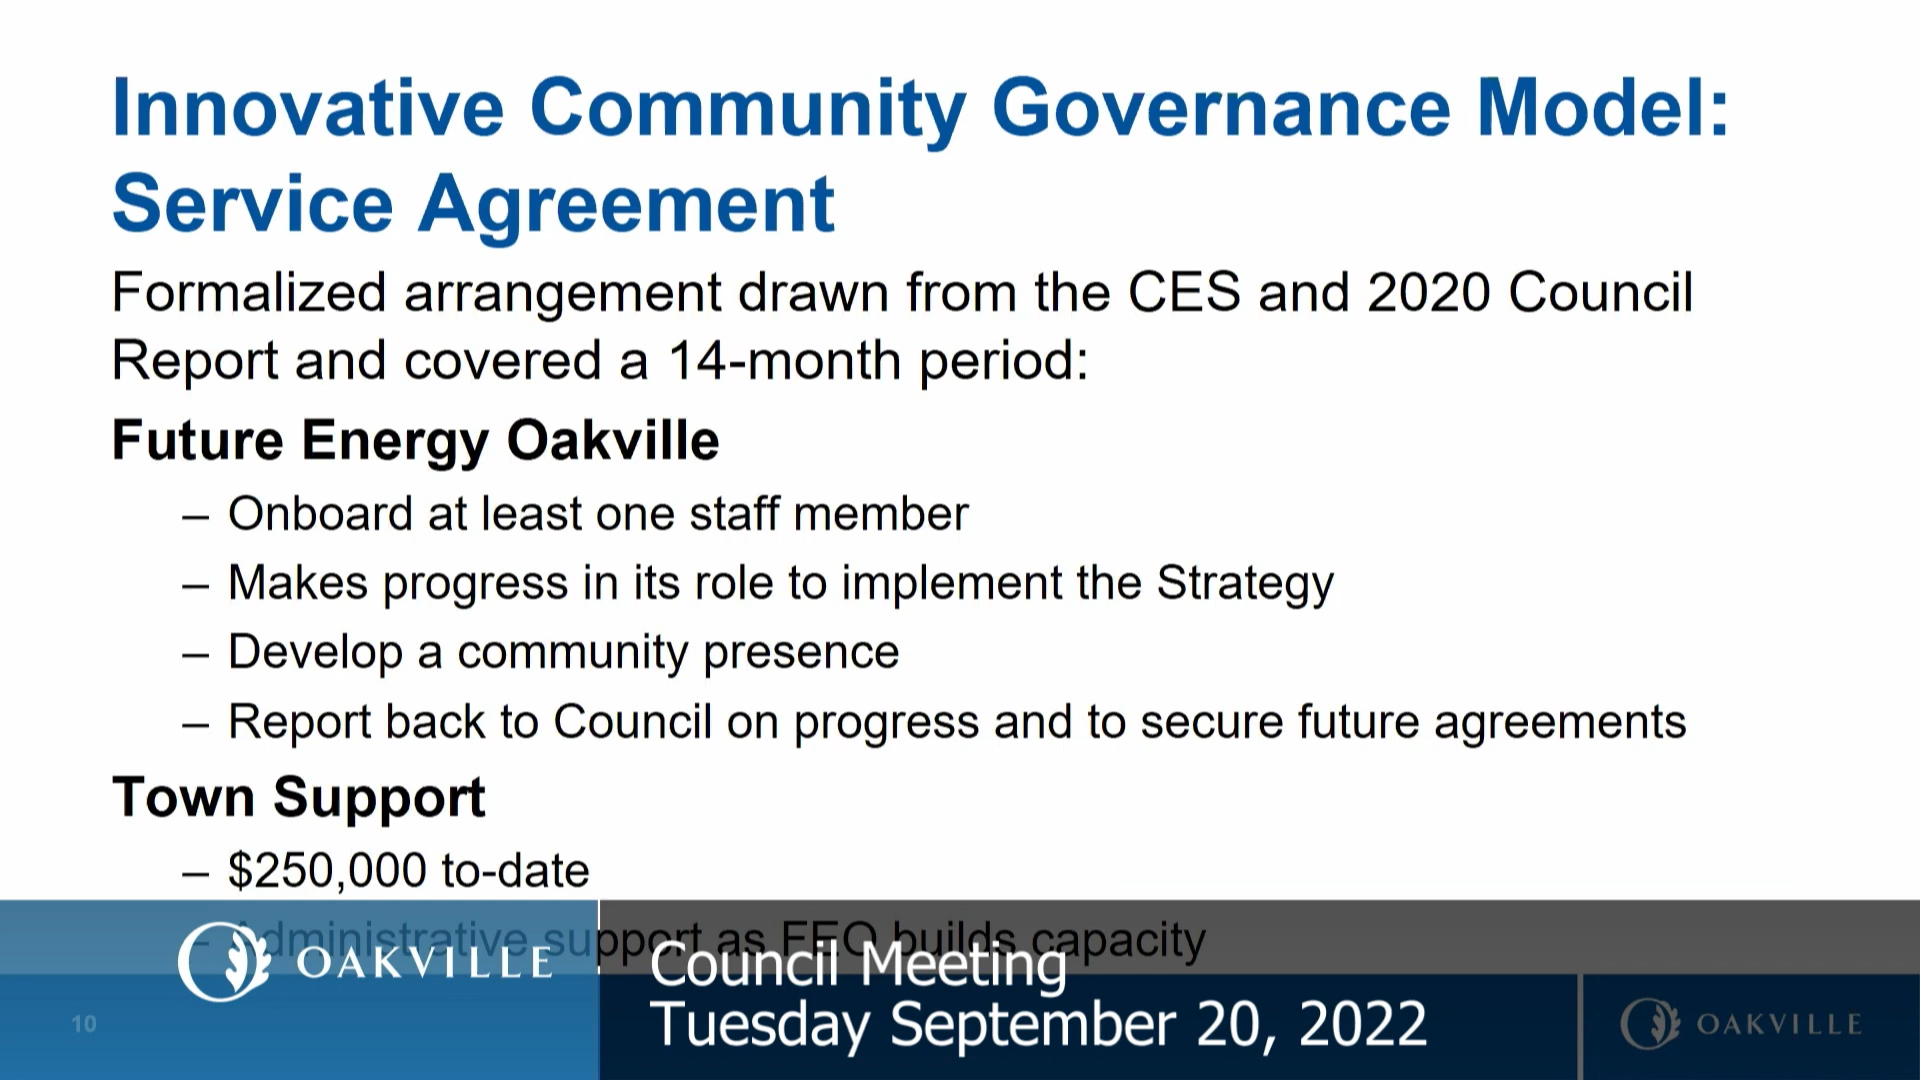 Innovative Community Governance Model:
Service Agreement
Formalized arrangement drawn from the CES and 2020 Council
Report and covered a 14-month period:
Future Energy Oakville
– Onboard at least one staff member
– Makes progress in its role to implement the Strategy
– Develop a community presence
– Report back to Council on progress and to secure future agreements
Town Support
– $250,000 to-date
– Administrative support as FEO builds capacity
OAKVILLE
Council Meeting
Tuesday September 20, 2022
10
OAKVILLE